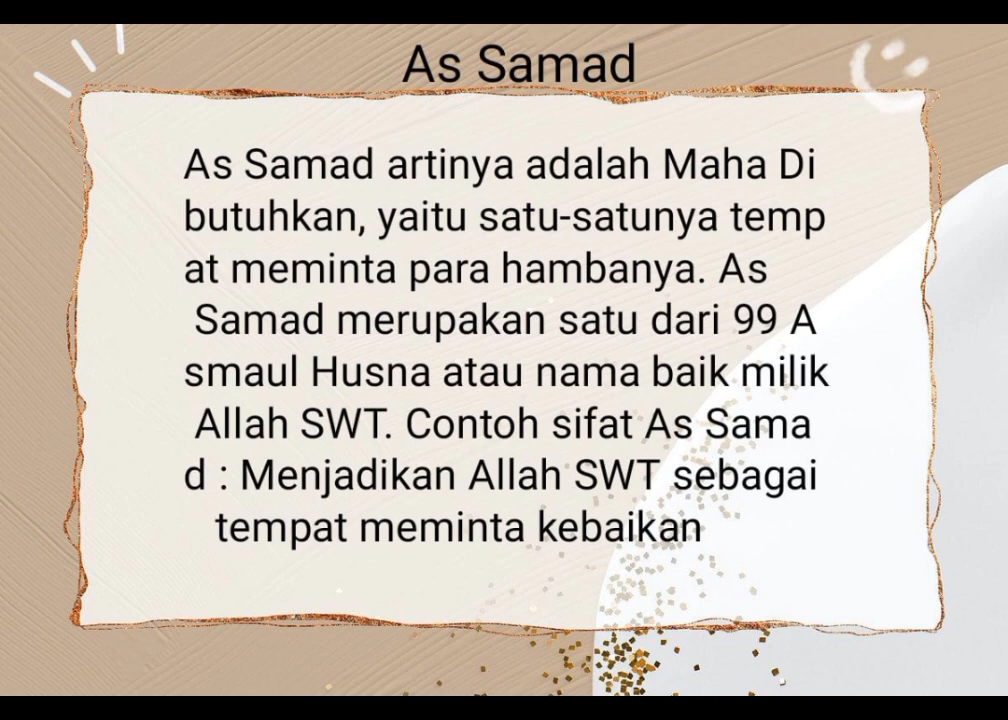 As Samad
As Samad artinya adalah Maha Di
butuhkan, yaitu satu-satunya temp
at meminta para hambanya. As
Samad merupakan satu dari 99 A
smaul Husna atau nama baik milik
Allah SWT. Contoh sifat As Sama
d : Menjadikan Allah SWT sebagai
tempat meminta kebaikan